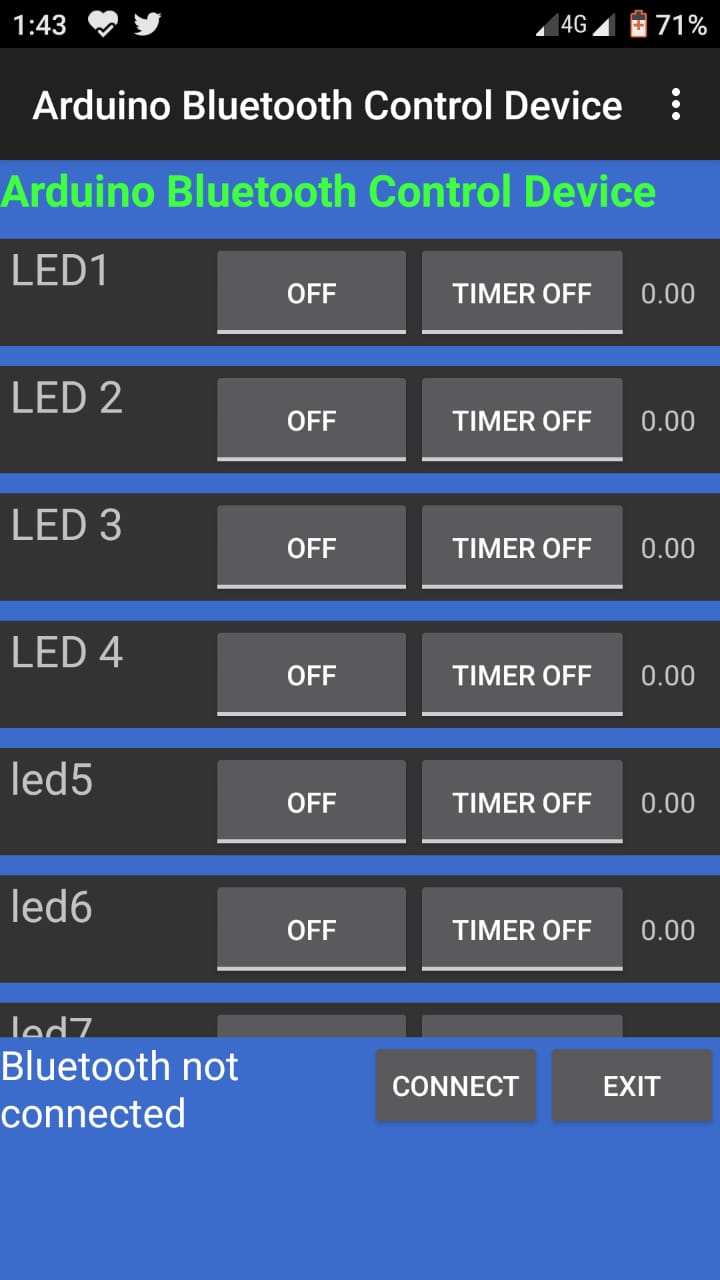 1:43 4G 71%
Arduino Bluetooth Control Device
Arduino Bluetooth Control Device
LED1 OFF TIMER OFF 0.00
LED 2 OFF TIMER OFF 0.00
LED 3 OFF TIMER OFF 0.00
LED 4 OFF TIMER OFF 0.00
led5 OFF TIMER OFF 0.00
led6 OFF TIMER OFF 0.00
led7
Bluetooth not
connected
CONNECT EXIT